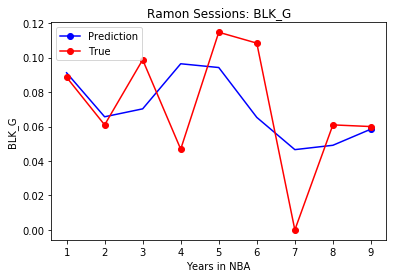 Ramon Sessions: BLK_G
Prediction
True
BLK_G
0.12
0.10
0.08
0.06
0.04
0.02
0.00
1 2 3 4 5 6 7 8 9
Years in NBA